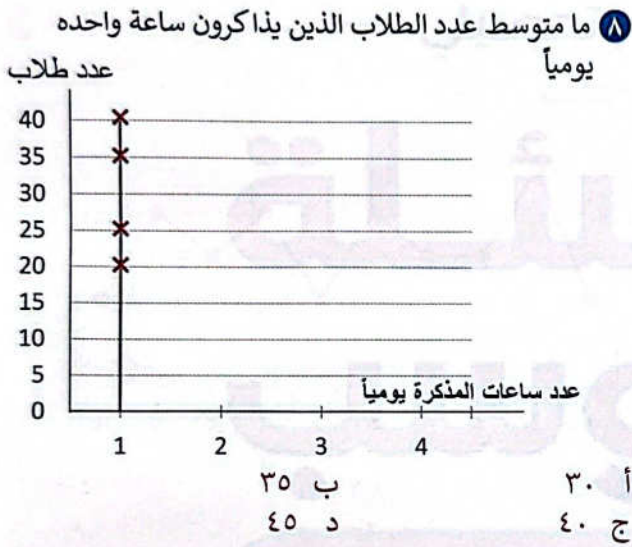 ٨ ما متوسط عدد الطلاب الذين يذاكرون ساعة واحده
يومياً
عدد طلاب
40
35
30
25
20
15
10
5
عدد ساعات المذكرة يومياً
0
1 2 3 4
أ ٣٠ ب ٣٥
ج ٤٠ د ٤٥